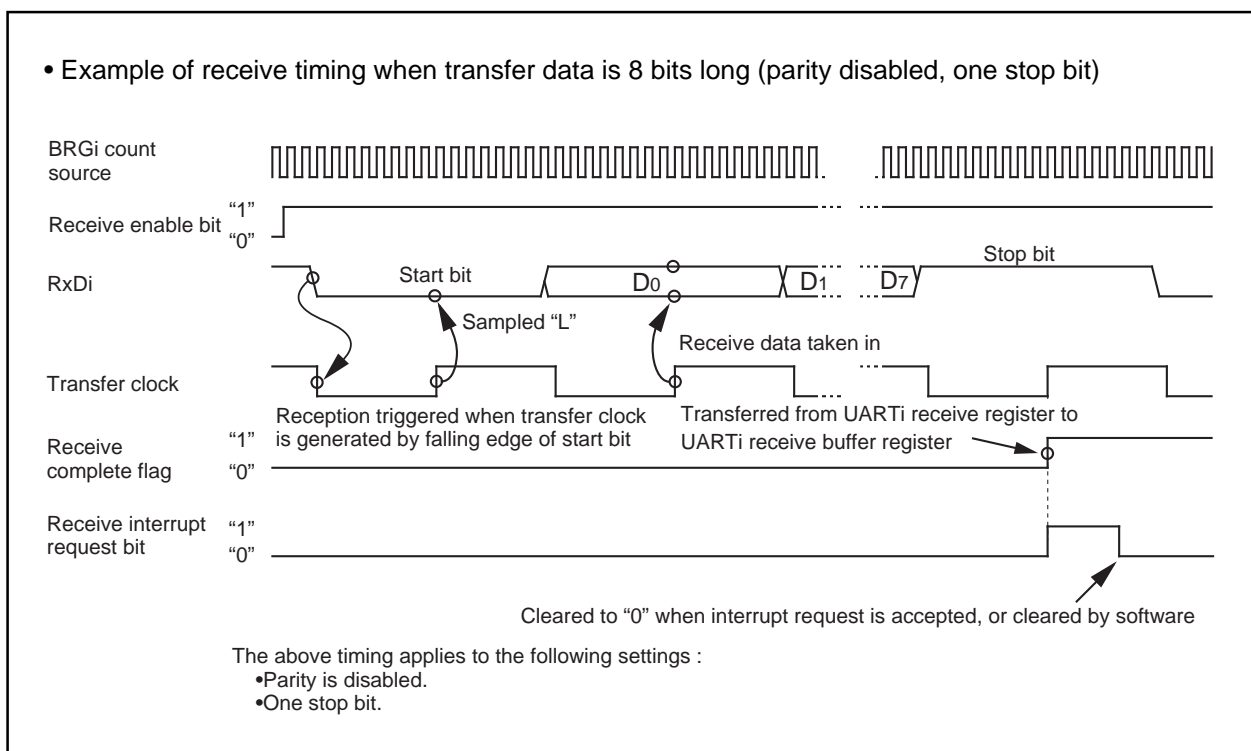 • Example of receive timing when transfer data is 8 bits long (parity disabled, one stop bit)
BRGi count
source
Receive enable bit
“1”
“0”
RxDi
Start bit
D0
D1
D7
Stop bit
Sampled “L”
Receive data taken in
Transfer clock
Reception triggered when transfer clock
is generated by falling edge of start bit
Transferred from UARTi receive register to
UARTi receive buffer register
Receive
complete flag
“1”
“0”
Receive interrupt
request bit
“1”
“0”
Cleared to “0” when interrupt request is accepted, or cleared by software
The above timing applies to the following settings :
•Parity is disabled.
•One stop bit.